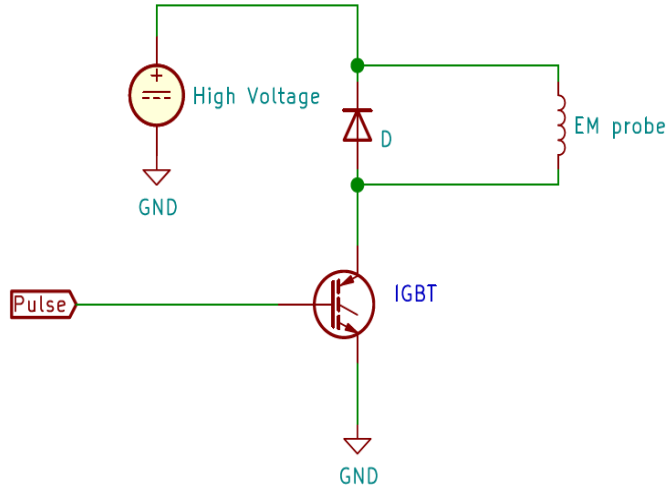 High Voltage
D
EM probe
GND
IGBT
Pulse
GND